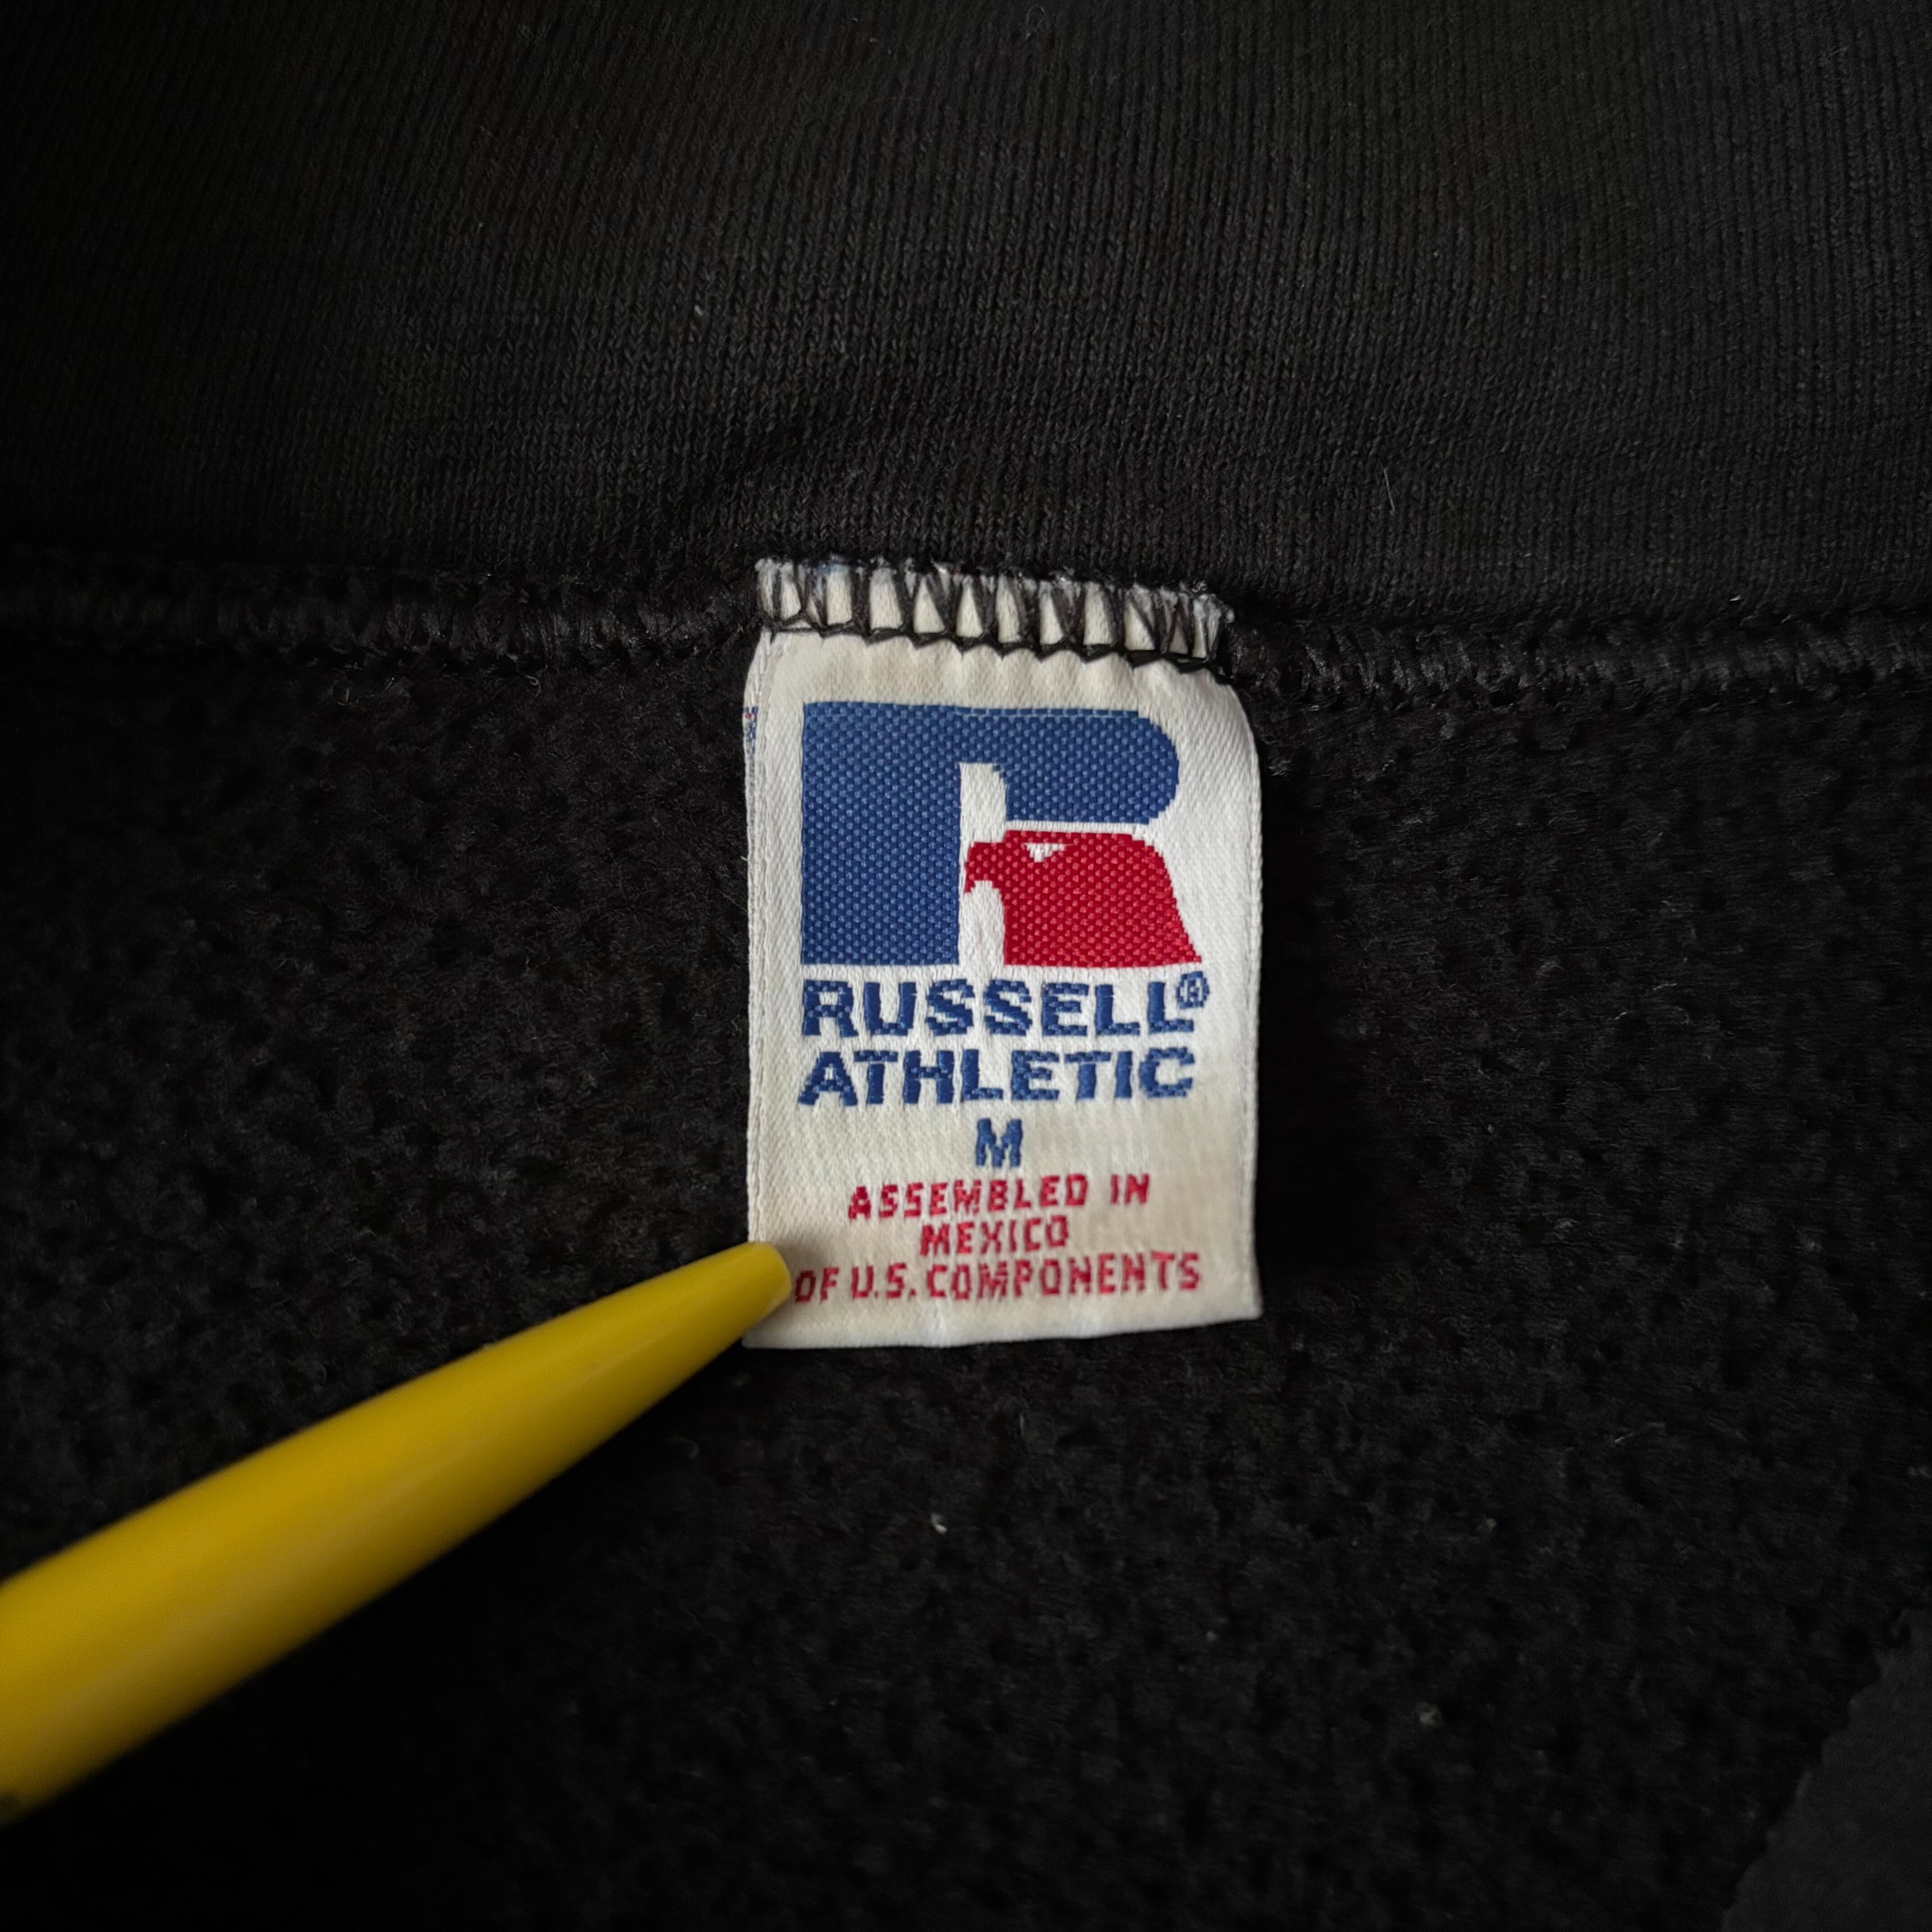 R
RUSSELL®
ATHLETIC
M
ASSEMBLED IN
MEXICO
OF U.S. COMPONENTS